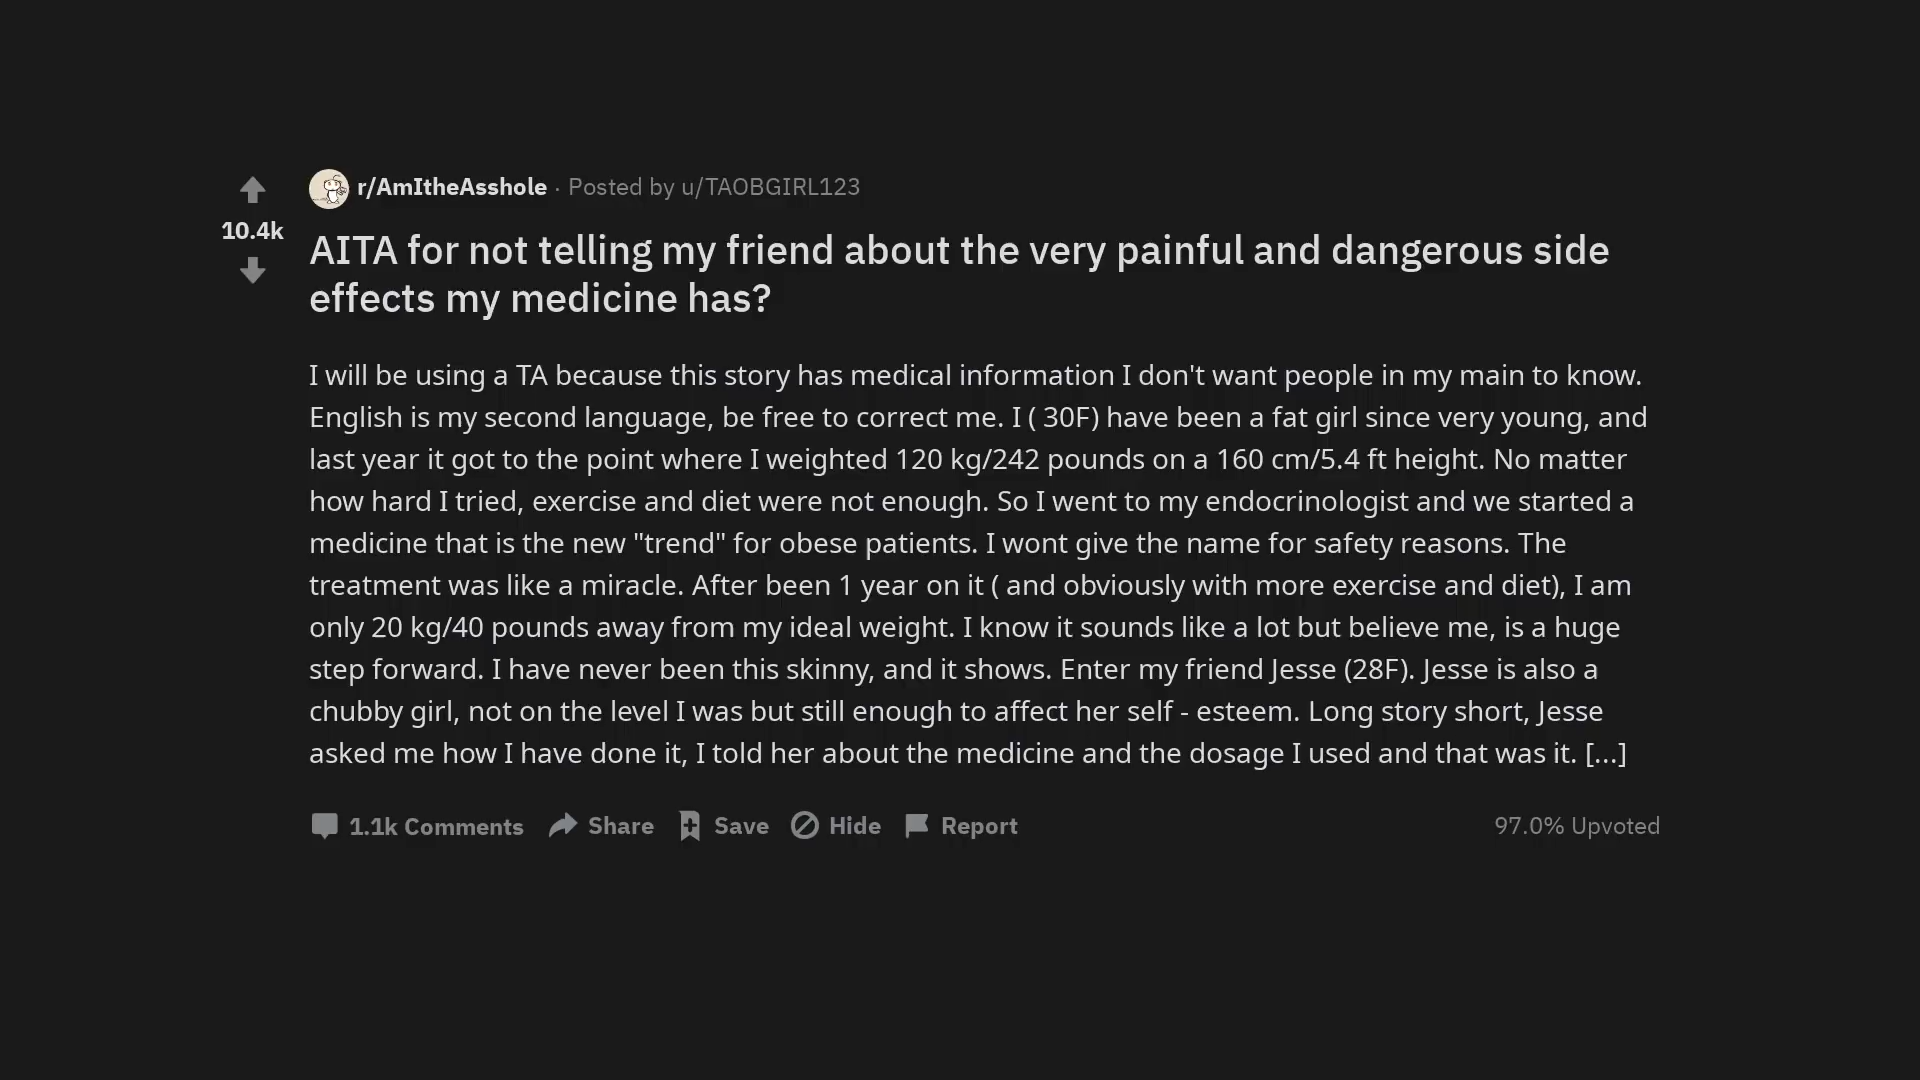 r/AmItheAsshole · Posted by u/TAOBGIRL123
10.4k
AITA for not telling my friend about the very painful and dangerous side
effects my medicine has?
I will be using a TA because this story has medical information I don't want people in my main to know.
English is my second language, be free to correct me. I ( 30F) have been a fat girl since very young, and
last year it got to the point where I weighted 120 kg/242 pounds on a 160 cm/5.4 ft height. No matter
how hard I tried, exercise and diet were not enough. So I went to my endocrinologist and we started a
medicine that is the new "trend" for obese patients. I wont give the name for safety reasons. The
treatment was like a miracle. After been 1 year on it ( and obviously with more exercise and diet), I am
only 20 kg/40 pounds away from my ideal weight. I know it sounds like a lot but believe me, is a huge
step forward. I have never been this skinny, and it shows. Enter my friend Jesse (28F). Jesse is also a
chubby girl, not on the level I was but still enough to affect her self - esteem. Long story short, Jesse
asked me how I have done it, I told her about the medicine and the dosage I used and that was it. [...]
1.1k Comments Share Save Hide Report 97.0% Upvoted